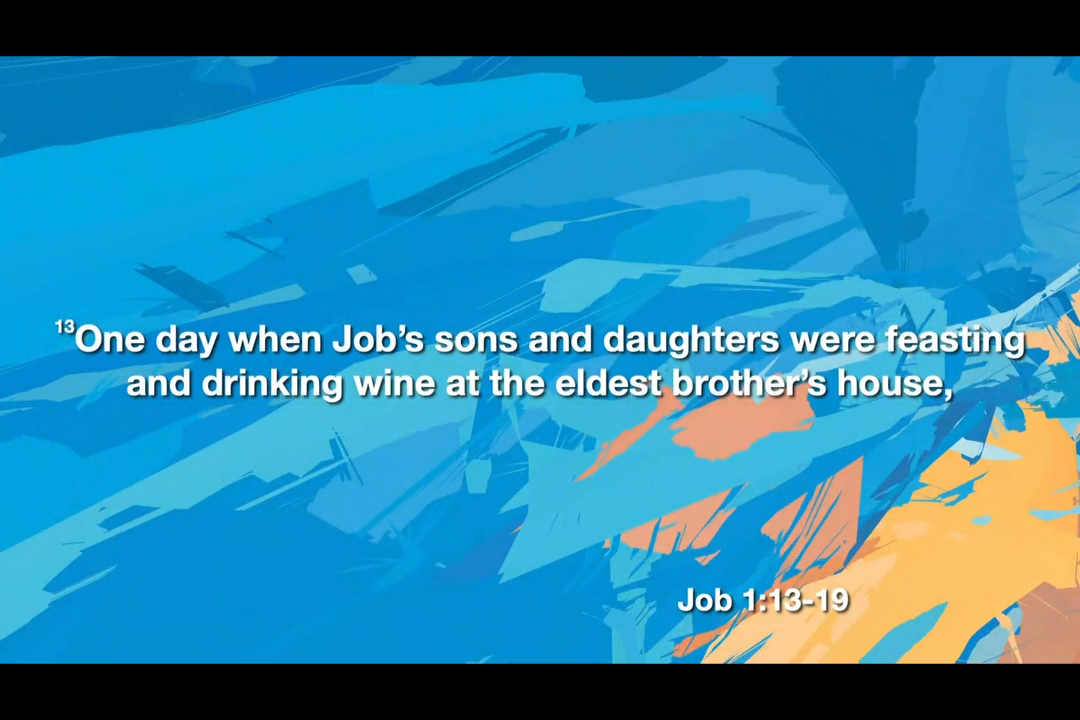 ¹³One day when Job’s sons and daughters were feasting
and drinking wine at the eldest brother’s house,
Job 1:13-19